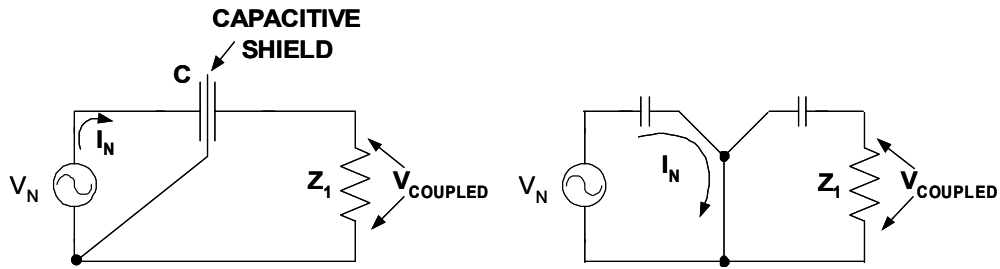 CAPACITIVE
SHIELD
C
I_N
V_N
Z_1
V_COUPLED
I_N
V_N
Z_1
V_COUPLED